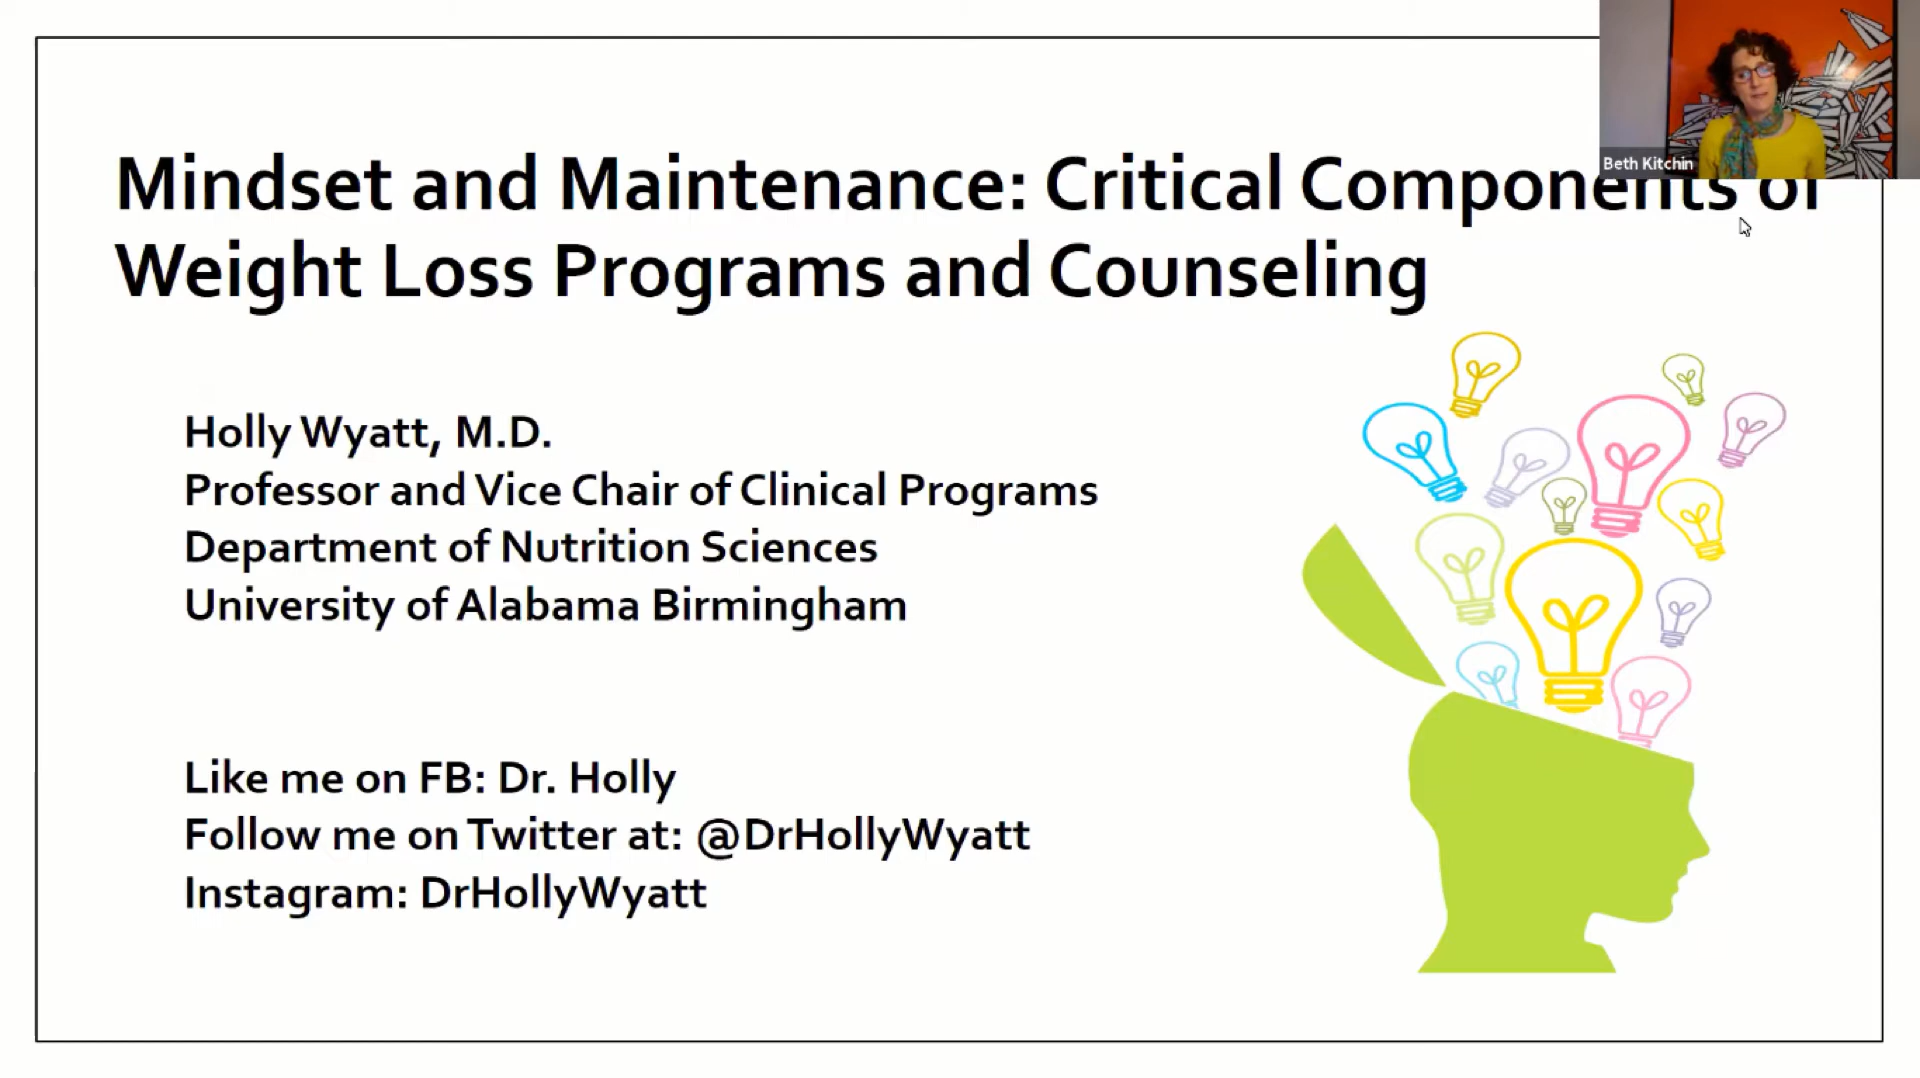 Mindset and Maintenance: Critical Components of
Weight Loss Programs and Counseling
Beth Kitchin
Holly Wyatt, M.D.
Professor and Vice Chair of Clinical Programs
Department of Nutrition Sciences
University of Alabama Birmingham
Like me on FB: Dr. Holly
Follow me on Twitter at: @DrHollyWyatt
Instagram: DrHollyWyatt